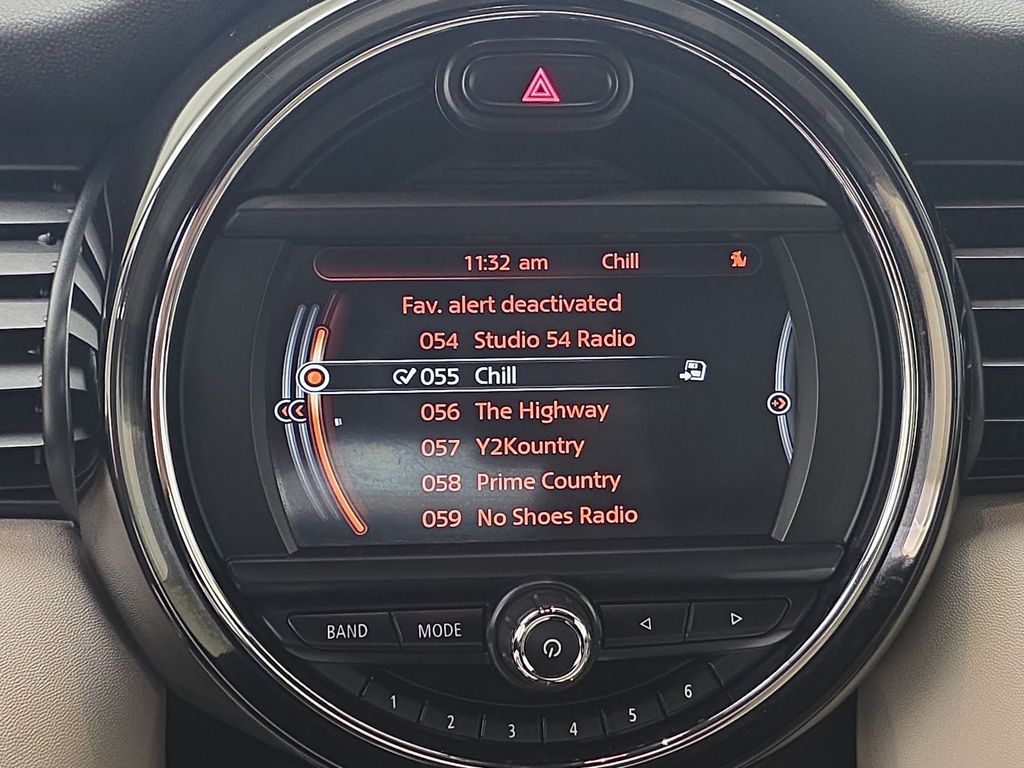 11:32 am Chill
Fav. alert deactivated
054 Studio 54 Radio
055 Chill
056 The Highway
057 Y2Kountry
058 Prime Country
059 No Shoes Radio
BAND MODE
1 2 3 4 5 6